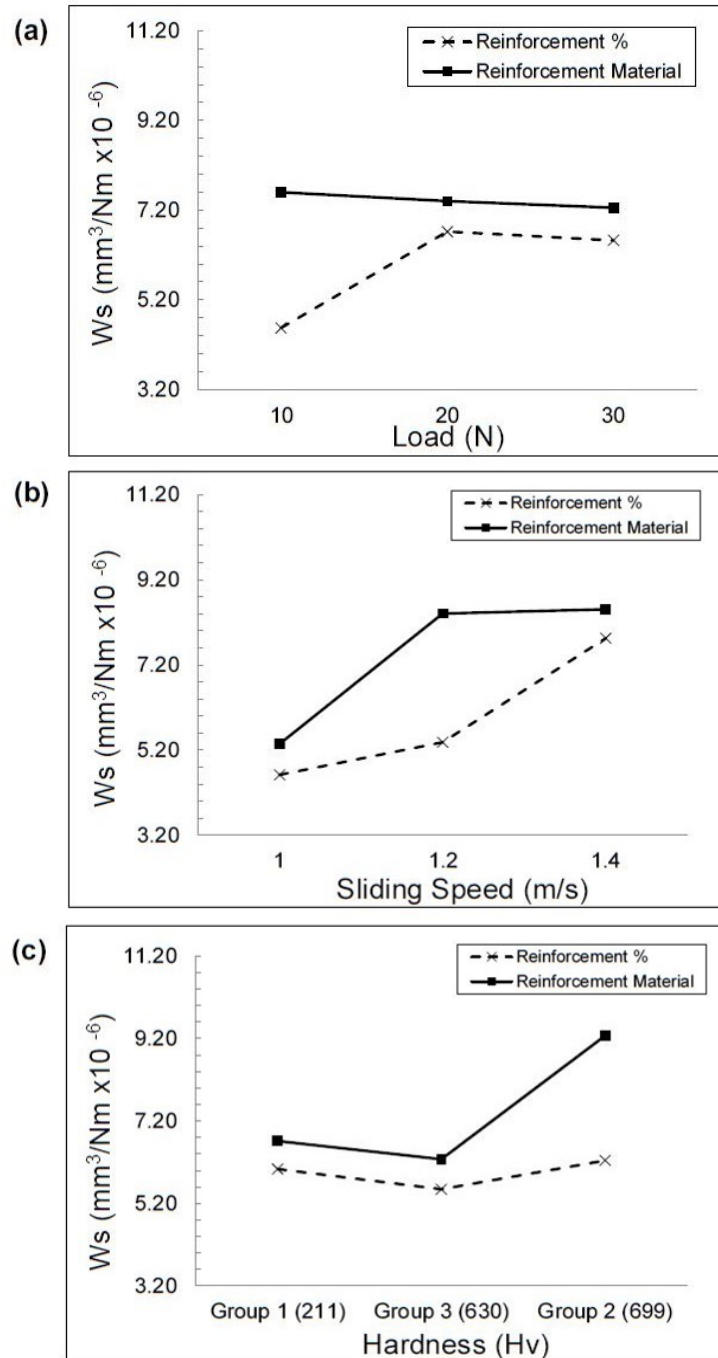 (a)
11.20
9.20
7.20
5.20
3.20
Ws (mm³/Nm x10 ⁻⁶)
Reinforcement %
Reinforcement Material
10 20 30
Load (N)
(b)
11.20
9.20
7.20
5.20
3.20
Ws (mm³/Nm x10 ⁻⁶)
Reinforcement %
Reinforcement Material
1 1.2 1.4
Sliding Speed (m/s)
(c)
11.20
9.20
7.20
5.20
3.20
Ws (mm³/Nm x10 ⁻⁶)
Reinforcement %
Reinforcement Material
Group 1 (211) Group 3 (630) Group 2 (699)
Hardness (Hv)